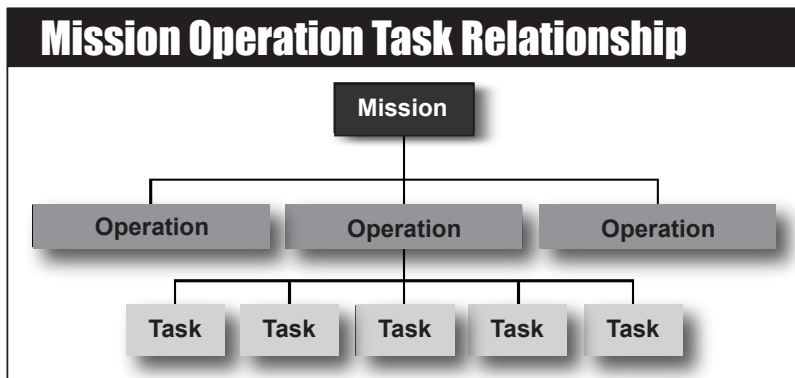 Mission Operation Task Relationship
Mission
Operation Operation Operation
Task Task Task Task Task